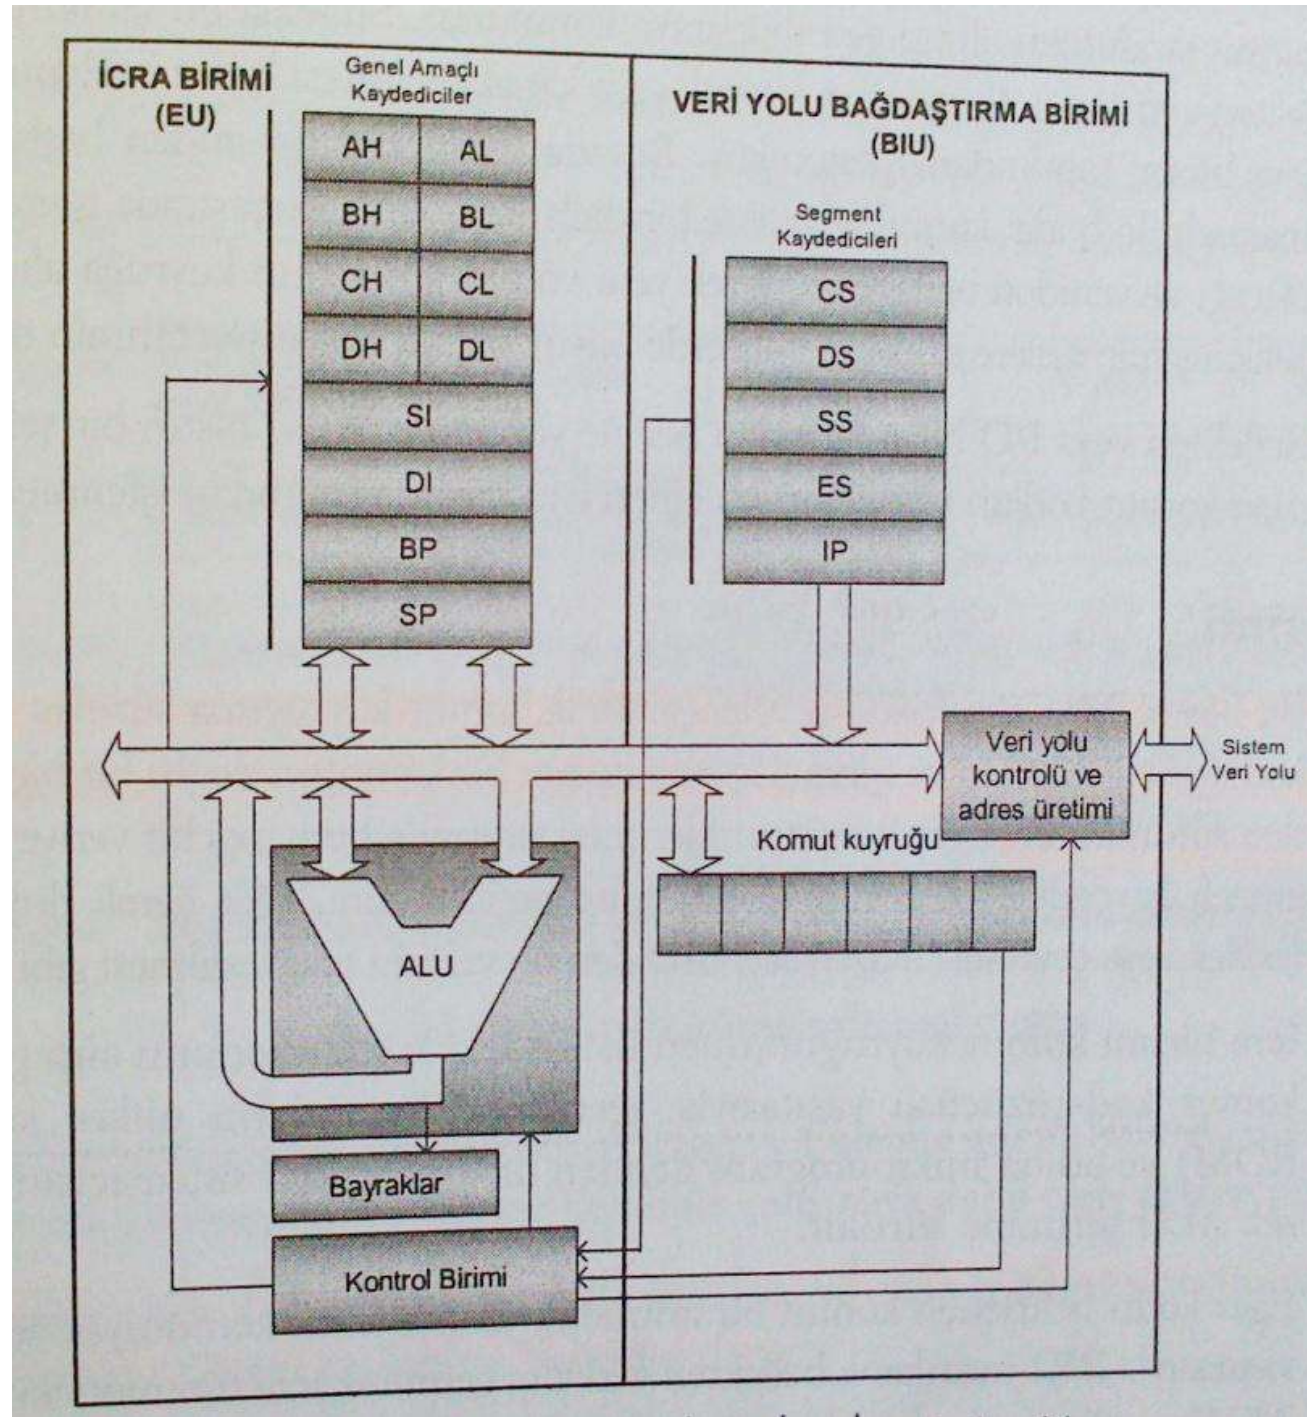 İCRA BİRİMİ
(EU)
Genel Amaçlı
Kaydediciler
AH AL
BH BL
CH CL
DH DL
SI
DI
BP
SP
VERİ YOLU BAĞDAŞTIRMA BİRİMİ
(BIU)
Segment
Kaydedicileri
CS
DS
SS
ES
IP
Veri yolu
kontrolü ve
adres üretimi
Sistem
Veri Yolu
Komut kuyruğu
ALU
Bayraklar
Kontrol Birimi